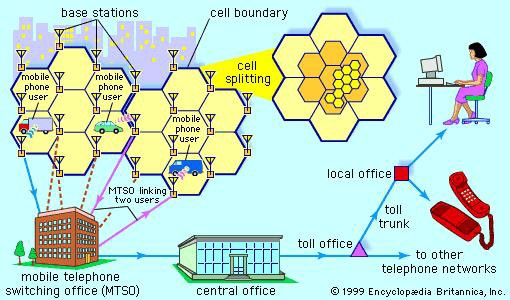 base stations
cell boundary
cell
splitting
mobile
phone
user
mobile
phone
user
mobile
phone
user
MTSO linking
two users
local office
toll
trunk
toll office
to other
telephone networks
mobile telephone
switching office (MTSO)
central office
© 1999 Encyclopædia Britannica, Inc.